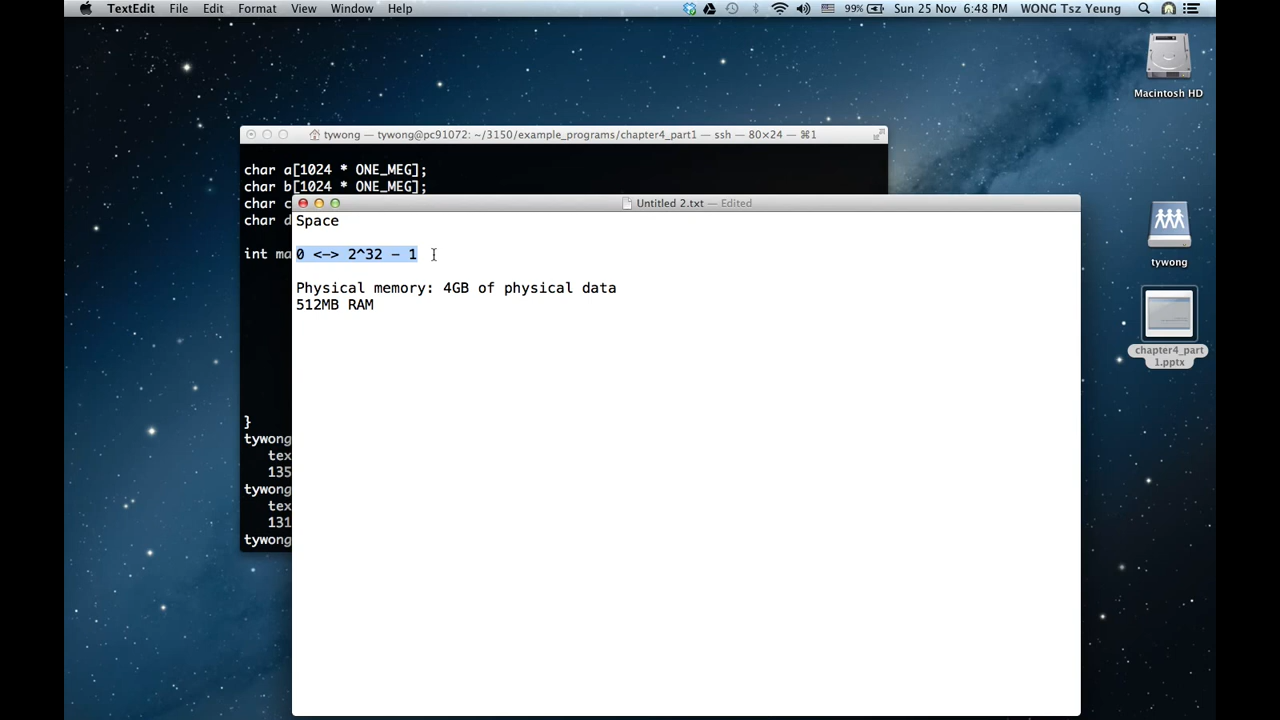 TextEdit File Edit Format View Window Help 99% Sun 25 Nov 6:48 PM WONG Tsz Yeung
Macintosh HD
tywong — tywong@pc91072: ~/3150/example_programs/chapter4_part1 — ssh — 80×24 — ⌘1
char a[1024 * ONE_MEG];
char b[1024 * ONE_MEG];
char c
char d
int ma
}
tywong
tex
135
tywong
tex
131
tywong
Untitled 2.txt — Edited
Space
0 <-> 2^32 - 1
Physical memory: 4GB of physical data
512MB RAM
tywong
chapter4_part
1.pptx